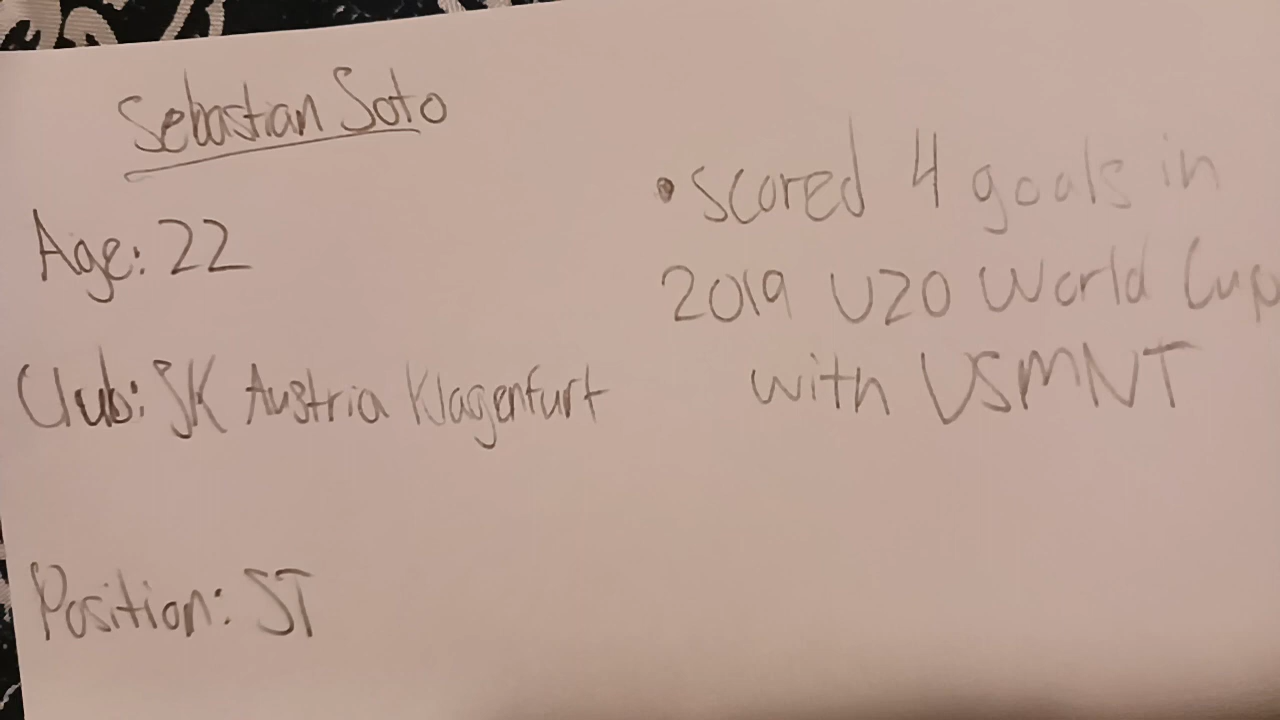 Sebastian Soto
Age: 22
Club: SK Austria Klagenfurt
Position: ST
• scored 4 goals in
2019 U20 World Cup
with USMNT